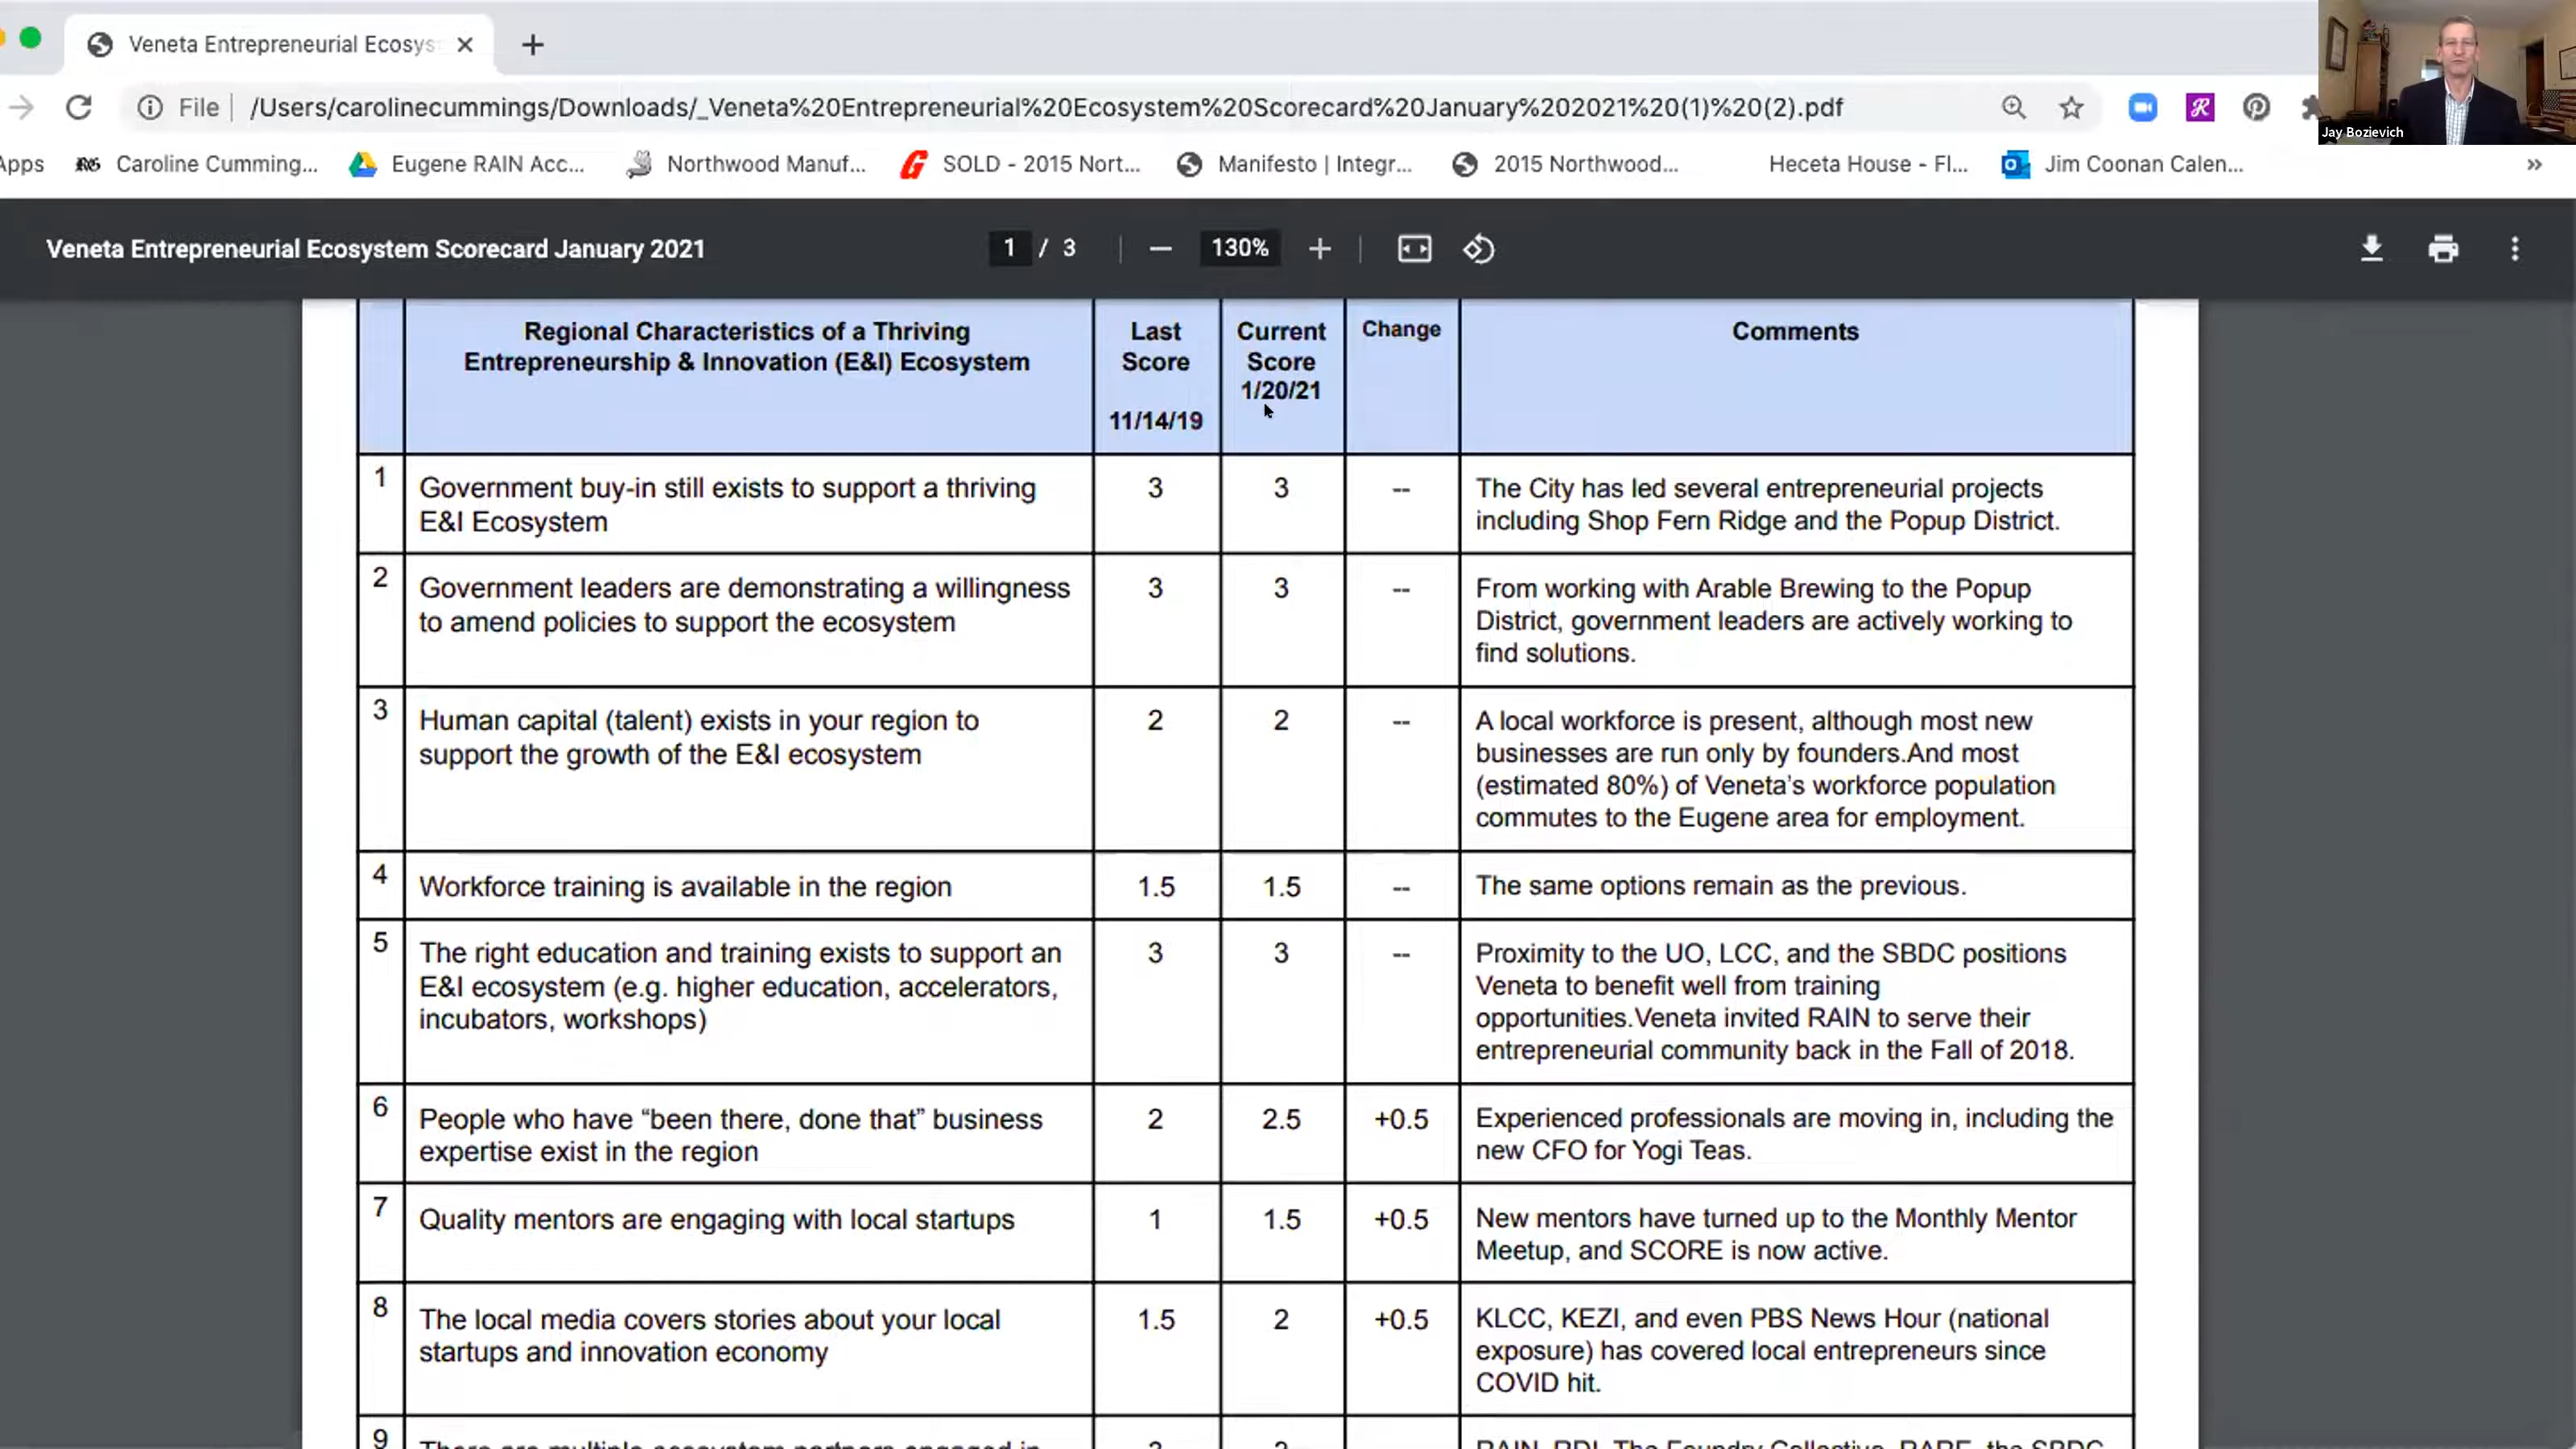 Veneta Entrepreneurial Ecosys
Jay Bozievich
File
/Users/carolinecummings/Downloads/_Veneta%20Entrepreneurial%20Ecosystem%20Scorecard%20January%202021%20(1)%20(2).pdf
Apps
Caroline Cumming...
Eugene RAIN Acc...
Northwood Manuf...
SOLD - 2015 Nort...
Manifesto | Integr...
2015 Northwood...
Heceta House - Fl...
Jim Coonan Calen...
Veneta Entrepreneurial Ecosystem Scorecard January 2021
1 / 3
130%
Regional Characteristics of a Thriving
Entrepreneurship & Innovation (E&I) Ecosystem
Last
Score
11/14/19
Current
Score
1/20/21
Change
Comments
1
Government buy-in still exists to support a thriving
E&I Ecosystem
3
3
--
The City has led several entrepreneurial projects
including Shop Fern Ridge and the Popup District.
2
Government leaders are demonstrating a willingness
to amend policies to support the ecosystem
3
3
--
From working with Arable Brewing to the Popup
District, government leaders are actively working to
find solutions.
3
Human capital (talent) exists in your region to
support the growth of the E&I ecosystem
2
2
--
A local workforce is present, although most new
businesses are run only by founders.And most
(estimated 80%) of Veneta's workforce population
commutes to the Eugene area for employment.
4
Workforce training is available in the region
1.5
1.5
--
The same options remain as the previous.
5
The right education and training exists to support an
E&I ecosystem (e.g. higher education, accelerators,
incubators, workshops)
3
3
--
Proximity to the UO, LCC, and the SBDC positions
Veneta to benefit well from training
opportunities.Veneta invited RAIN to serve their
entrepreneurial community back in the Fall of 2018.
6
People who have “been there, done that” business
expertise exist in the region
2
2.5
+0.5
Experienced professionals are moving in, including the
new CFO for Yogi Teas.
7
Quality mentors are engaging with local startups
1
1.5
+0.5
New mentors have turned up to the Monthly Mentor
Meetup, and SCORE is now active.
8
The local media covers stories about your local
startups and innovation economy
1.5
2
+0.5
KLCC, KEZI, and even PBS News Hour (national
exposure) has covered local entrepreneurs since
COVID hit.
9
There are multiple ecosystem partners engaged in
RAIN, RDI, The Foundry Collective, RARE, the SBDC